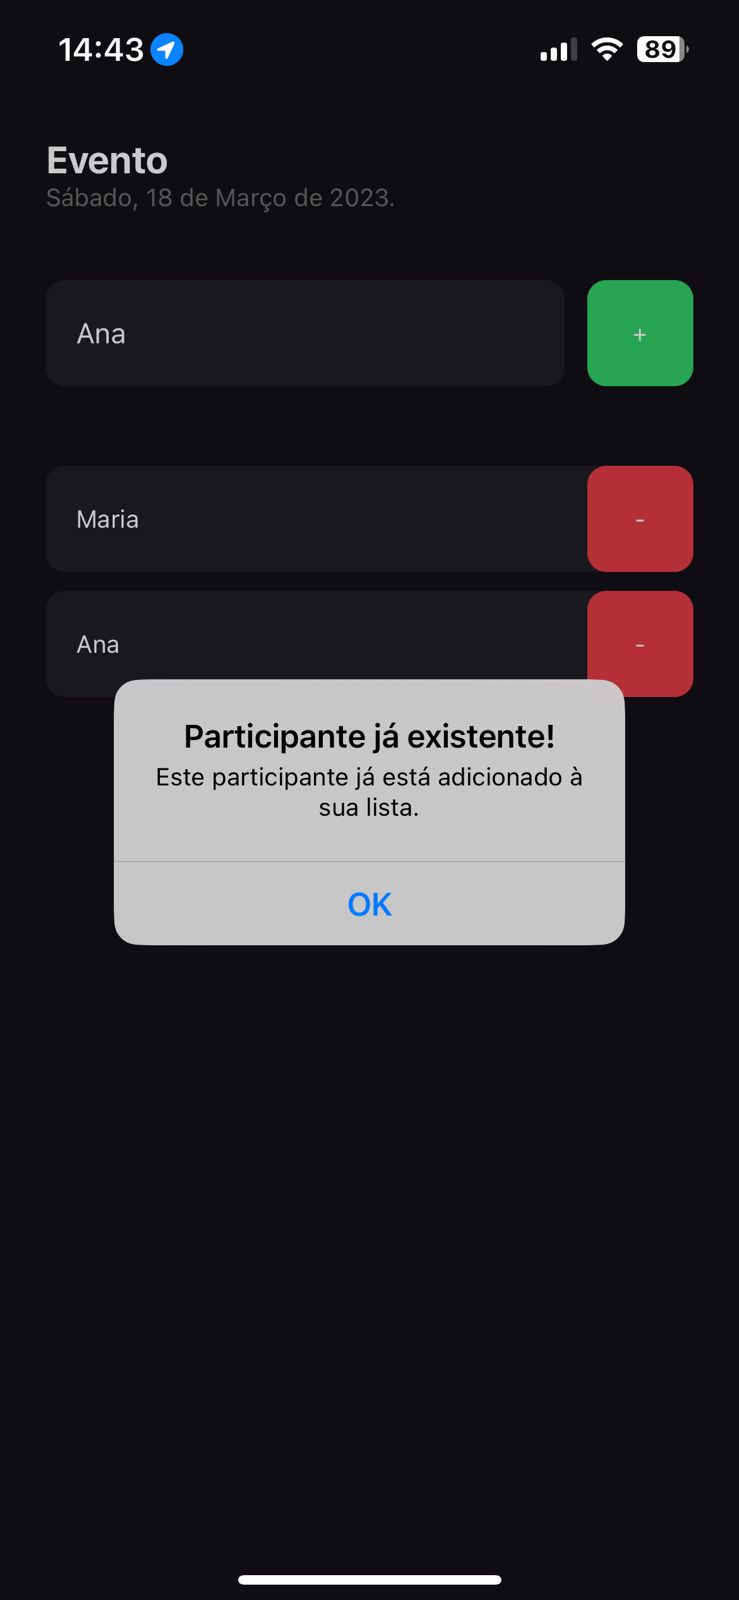 14:43
89
Evento
Sábado, 18 de Março de 2023.
Ana
+
Maria
-
Ana
-
Participante já existente!
Este participante já está adicionado à
sua lista.
OK